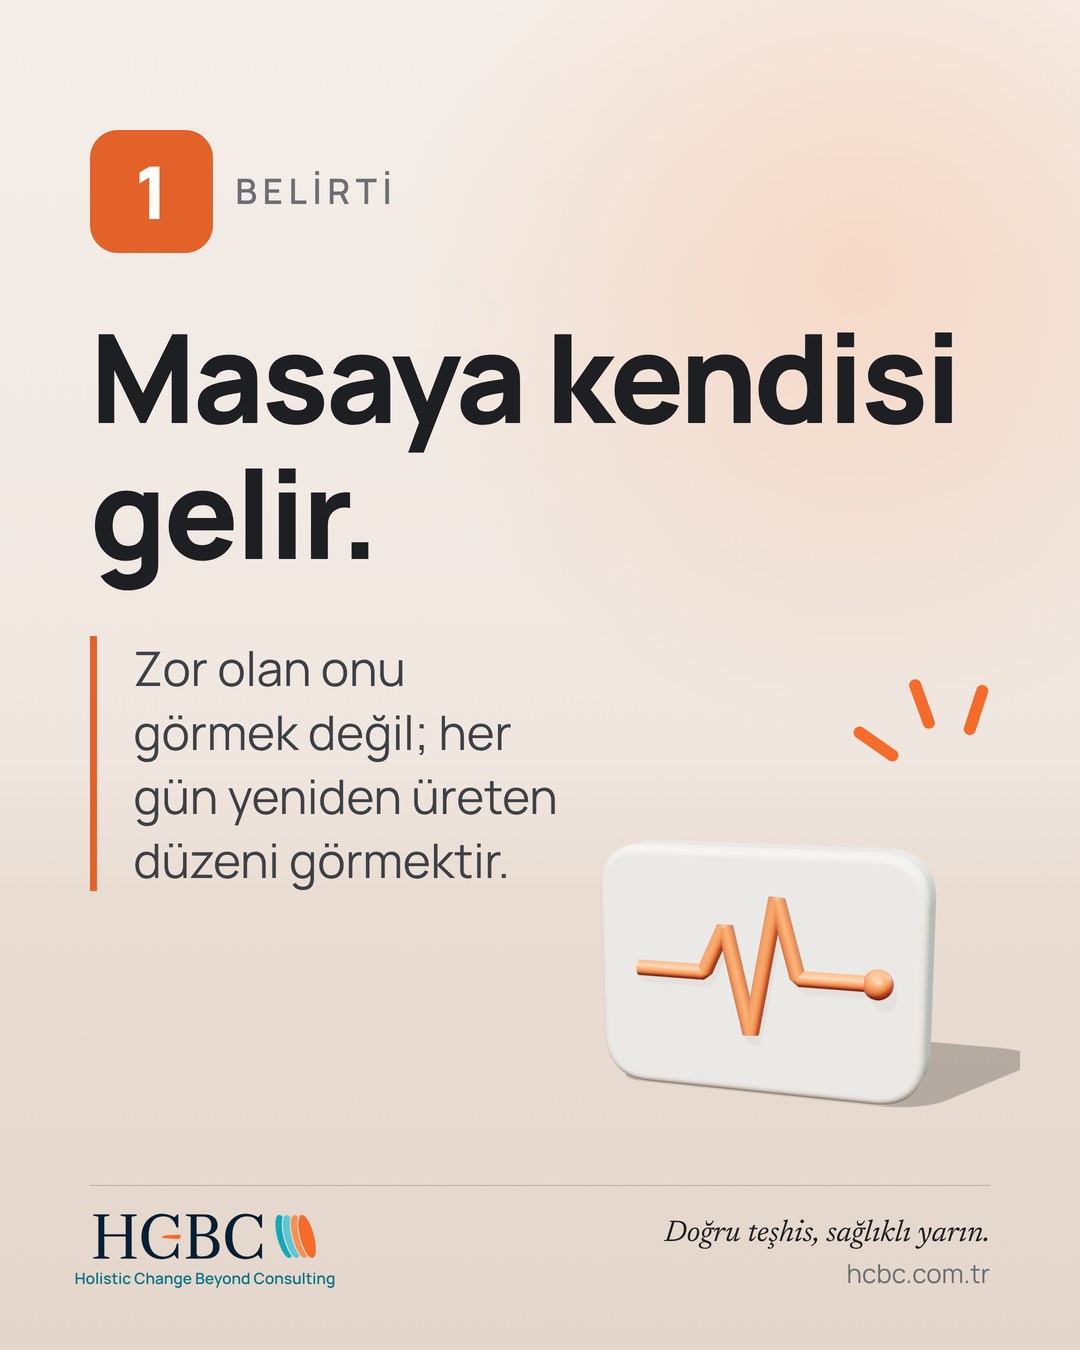 1
BELİRTİ
Masaya kendisi
gelir.
Zor olan onu
görmek değil; her
gün yeniden üreten
düzeni görmektir.
HCBC
Holistic Change Beyond Consulting
Doğru teşhis, sağlıklı yarın.
hcbc.com.tr